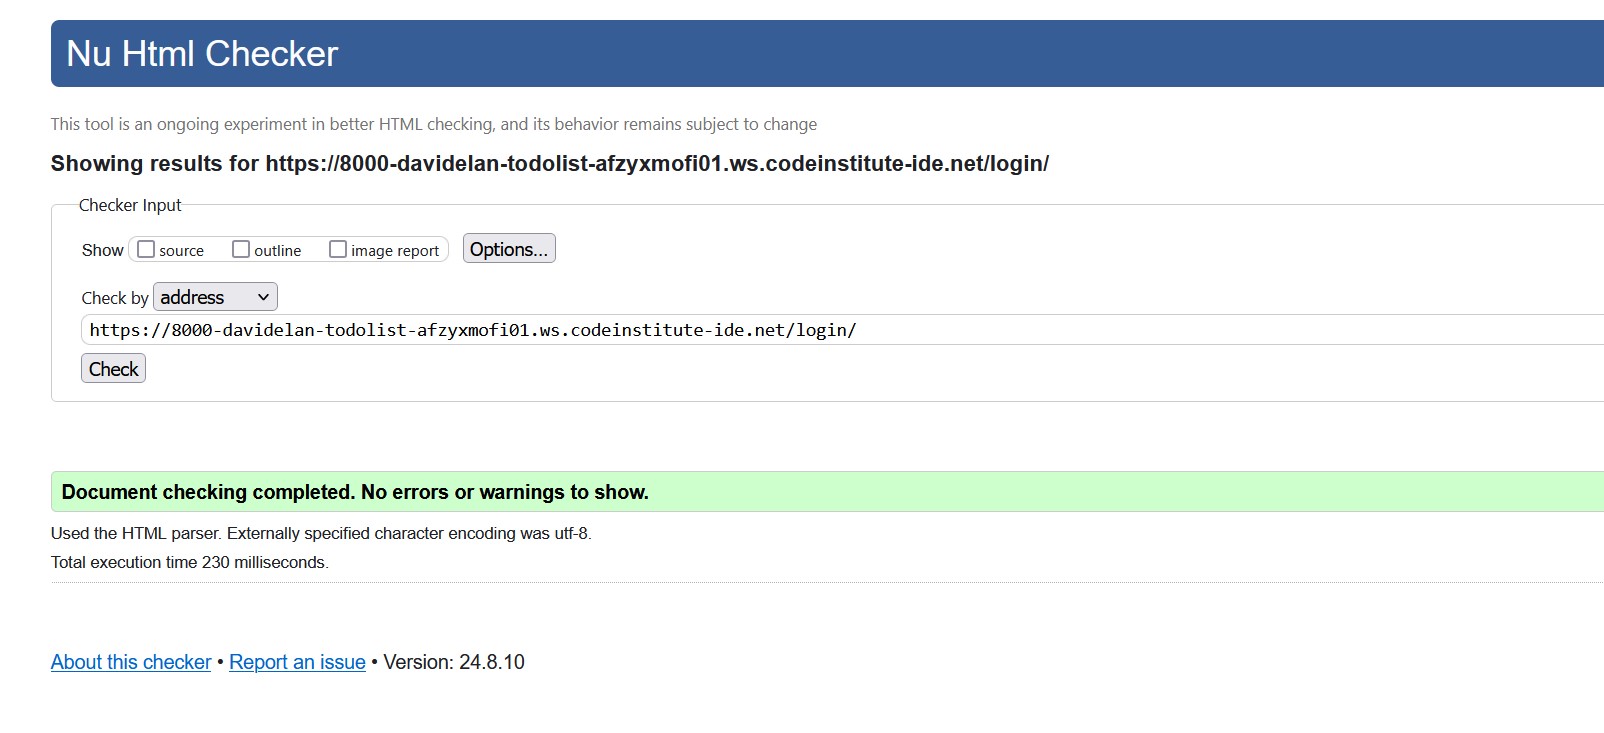 Nu Html Checker
This tool is an ongoing experiment in better HTML checking, and its behavior remains subject to change
Showing results for https://8000-davidelan-todolist-afzyxmofi01.ws.codeinstitute-ide.net/login/
Checker Input
Show source outline image report Options...
Check by address
https://8000-davidelan-todolist-afzyxmofi01.ws.codeinstitute-ide.net/login/
Check
Document checking completed. No errors or warnings to show.
Used the HTML parser. Externally specified character encoding was utf-8.
Total execution time 230 milliseconds.
About this checker • Report an issue • Version: 24.8.10